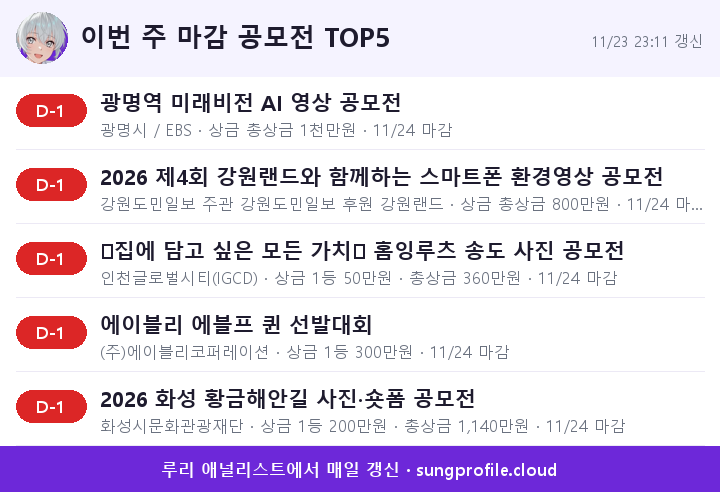 이번 주 마감 공모전 TOP5
11/23 23:11 갱신
D-1
광명역 미래비전 AI 영상 공모전
광명시 / EBS · 상금 총상금 1천만원 · 11/24 마감
D-1
2026 제4회 강원랜드와 함께하는 스마트폰 환경영상 공모전
강원도민일보 주관 강원도민일보 후원 강원랜드 · 상금 총상금 800만원 · 11/24 마...
D-1
집에 담고 싶은 모든 가치 홈잉루츠 송도 사진 공모전
인천글로벌시티(IGCD) · 상금 1등 50만원 · 총상금 360만원 · 11/24 마감
D-1
에이블리 에블프 퀸 선발대회
(주)에이블리코퍼레이션 · 상금 1등 300만원 · 11/24 마감
D-1
2026 화성 황금해안길 사진·숏폼 공모전
화성시문화관광재단 · 상금 1등 200만원 · 총상금 1,140만원 · 11/24 마감
루리 애널리스트에서 매일 갱신 · sungprofile.cloud